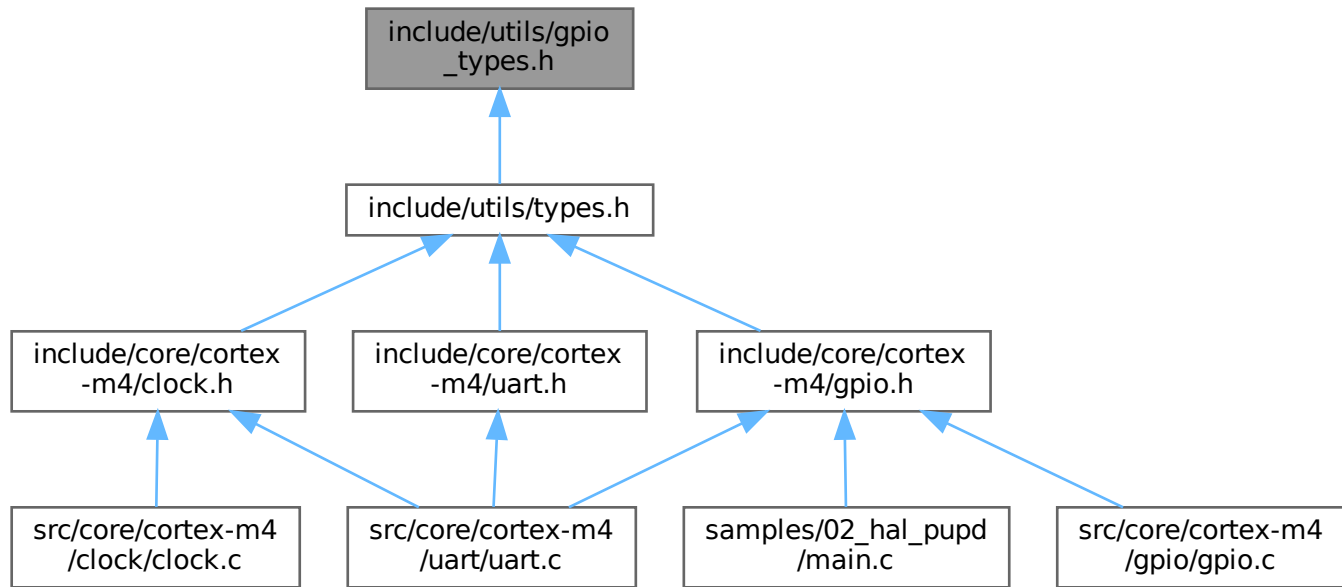 include/utils/gpio
_types.h
include/utils/types.h
include/core/cortex
-m4/clock.h
include/core/cortex
-m4/uart.h
include/core/cortex
-m4/gpio.h
src/core/cortex-m4
/clock/clock.c
src/core/cortex-m4
/uart/uart.c
samples/02_hal_pupd
/main.c
src/core/cortex-m4
/gpio/gpio.c